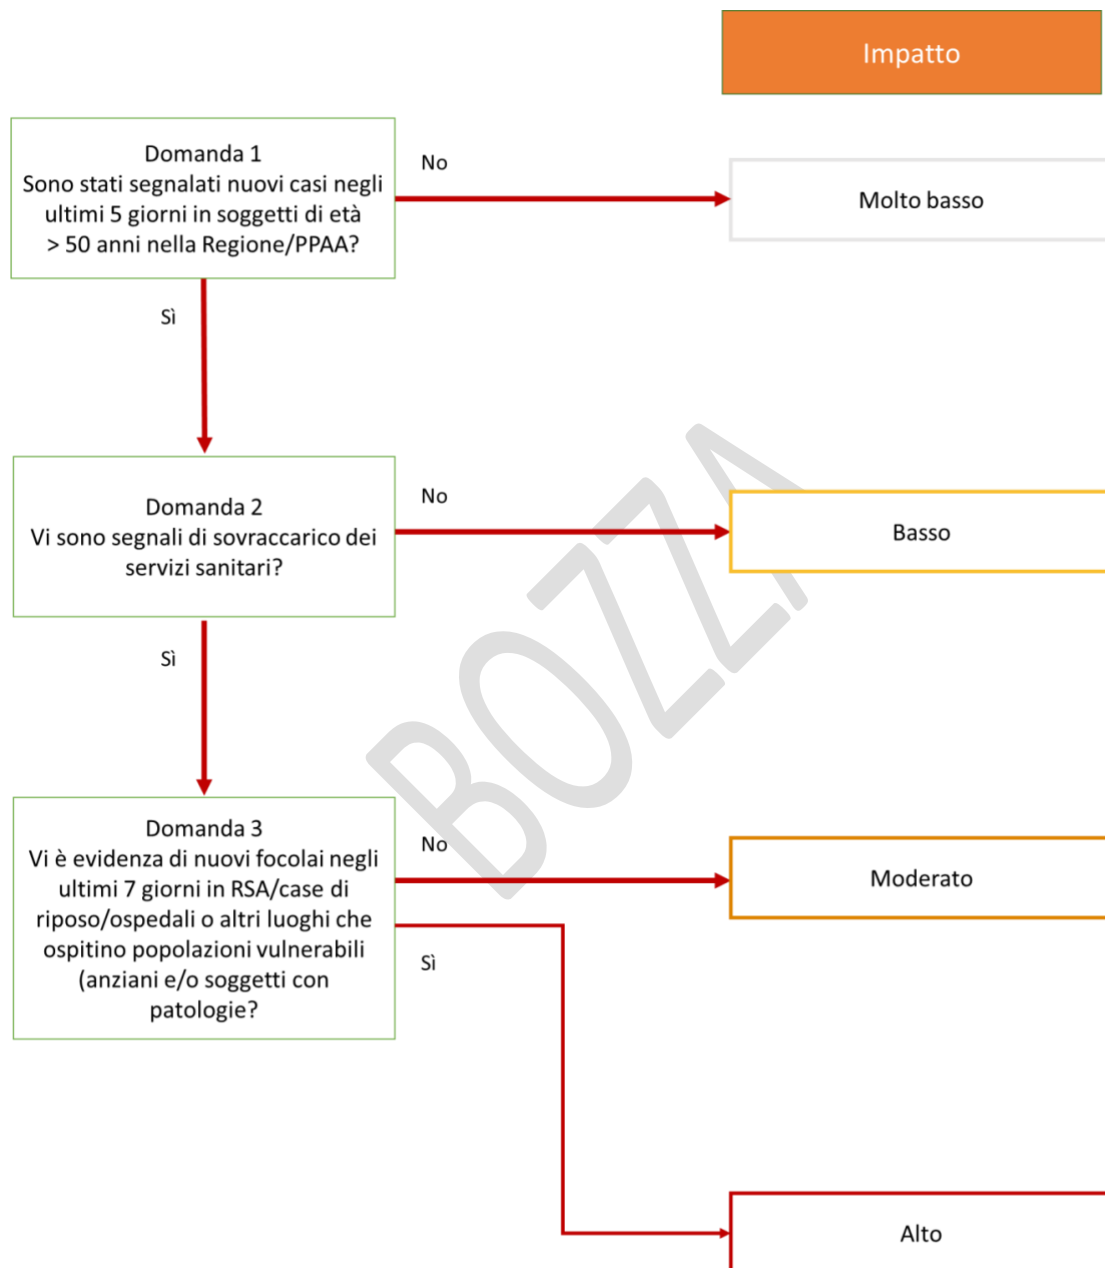 Impatto
Domanda 1
Sono stati segnalati nuovi casi negli
ultimi 5 giorni in soggetti di età
> 50 anni nella Regione/PPAA?
No
Molto basso
Sì
Domanda 2
Vi sono segnali di sovraccarico dei
servizi sanitari?
No
Basso
Sì
BOZZA
Domanda 3
Vi è evidenza di nuovi focolai negli
ultimi 7 giorni in RSA/case di
riposo/ospedali o altri luoghi che
ospitino popolazioni vulnerabili
(anziani e/o soggetti con
patologie?
No
Moderato
Sì
Alto